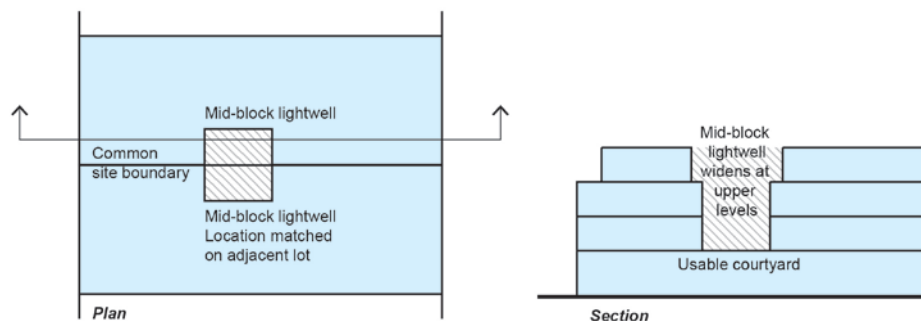 Mid-block lightwell
Common
site boundary
Mid-block lightwell
Location matched
on adjacent lot
Plan
Mid-block
lightwell
widens at
upper
levels
Usable courtyard
Section